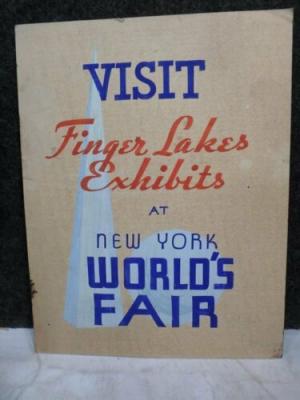 VISIT
Finger Lakes
Exhibits
AT
NEW YORK
WORLD'S
FAIR